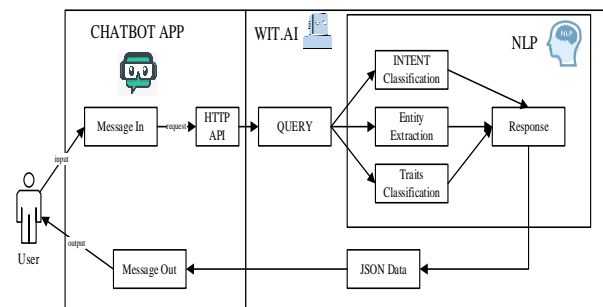 CHATBOT APP
WIT.AI
NLP
NLP
INTENT
Classification
Message In
request
HTTP
API
QUERY
Entity
Extraction
Response
Traits
Classification
input
output
User
Message Out
JSON Data